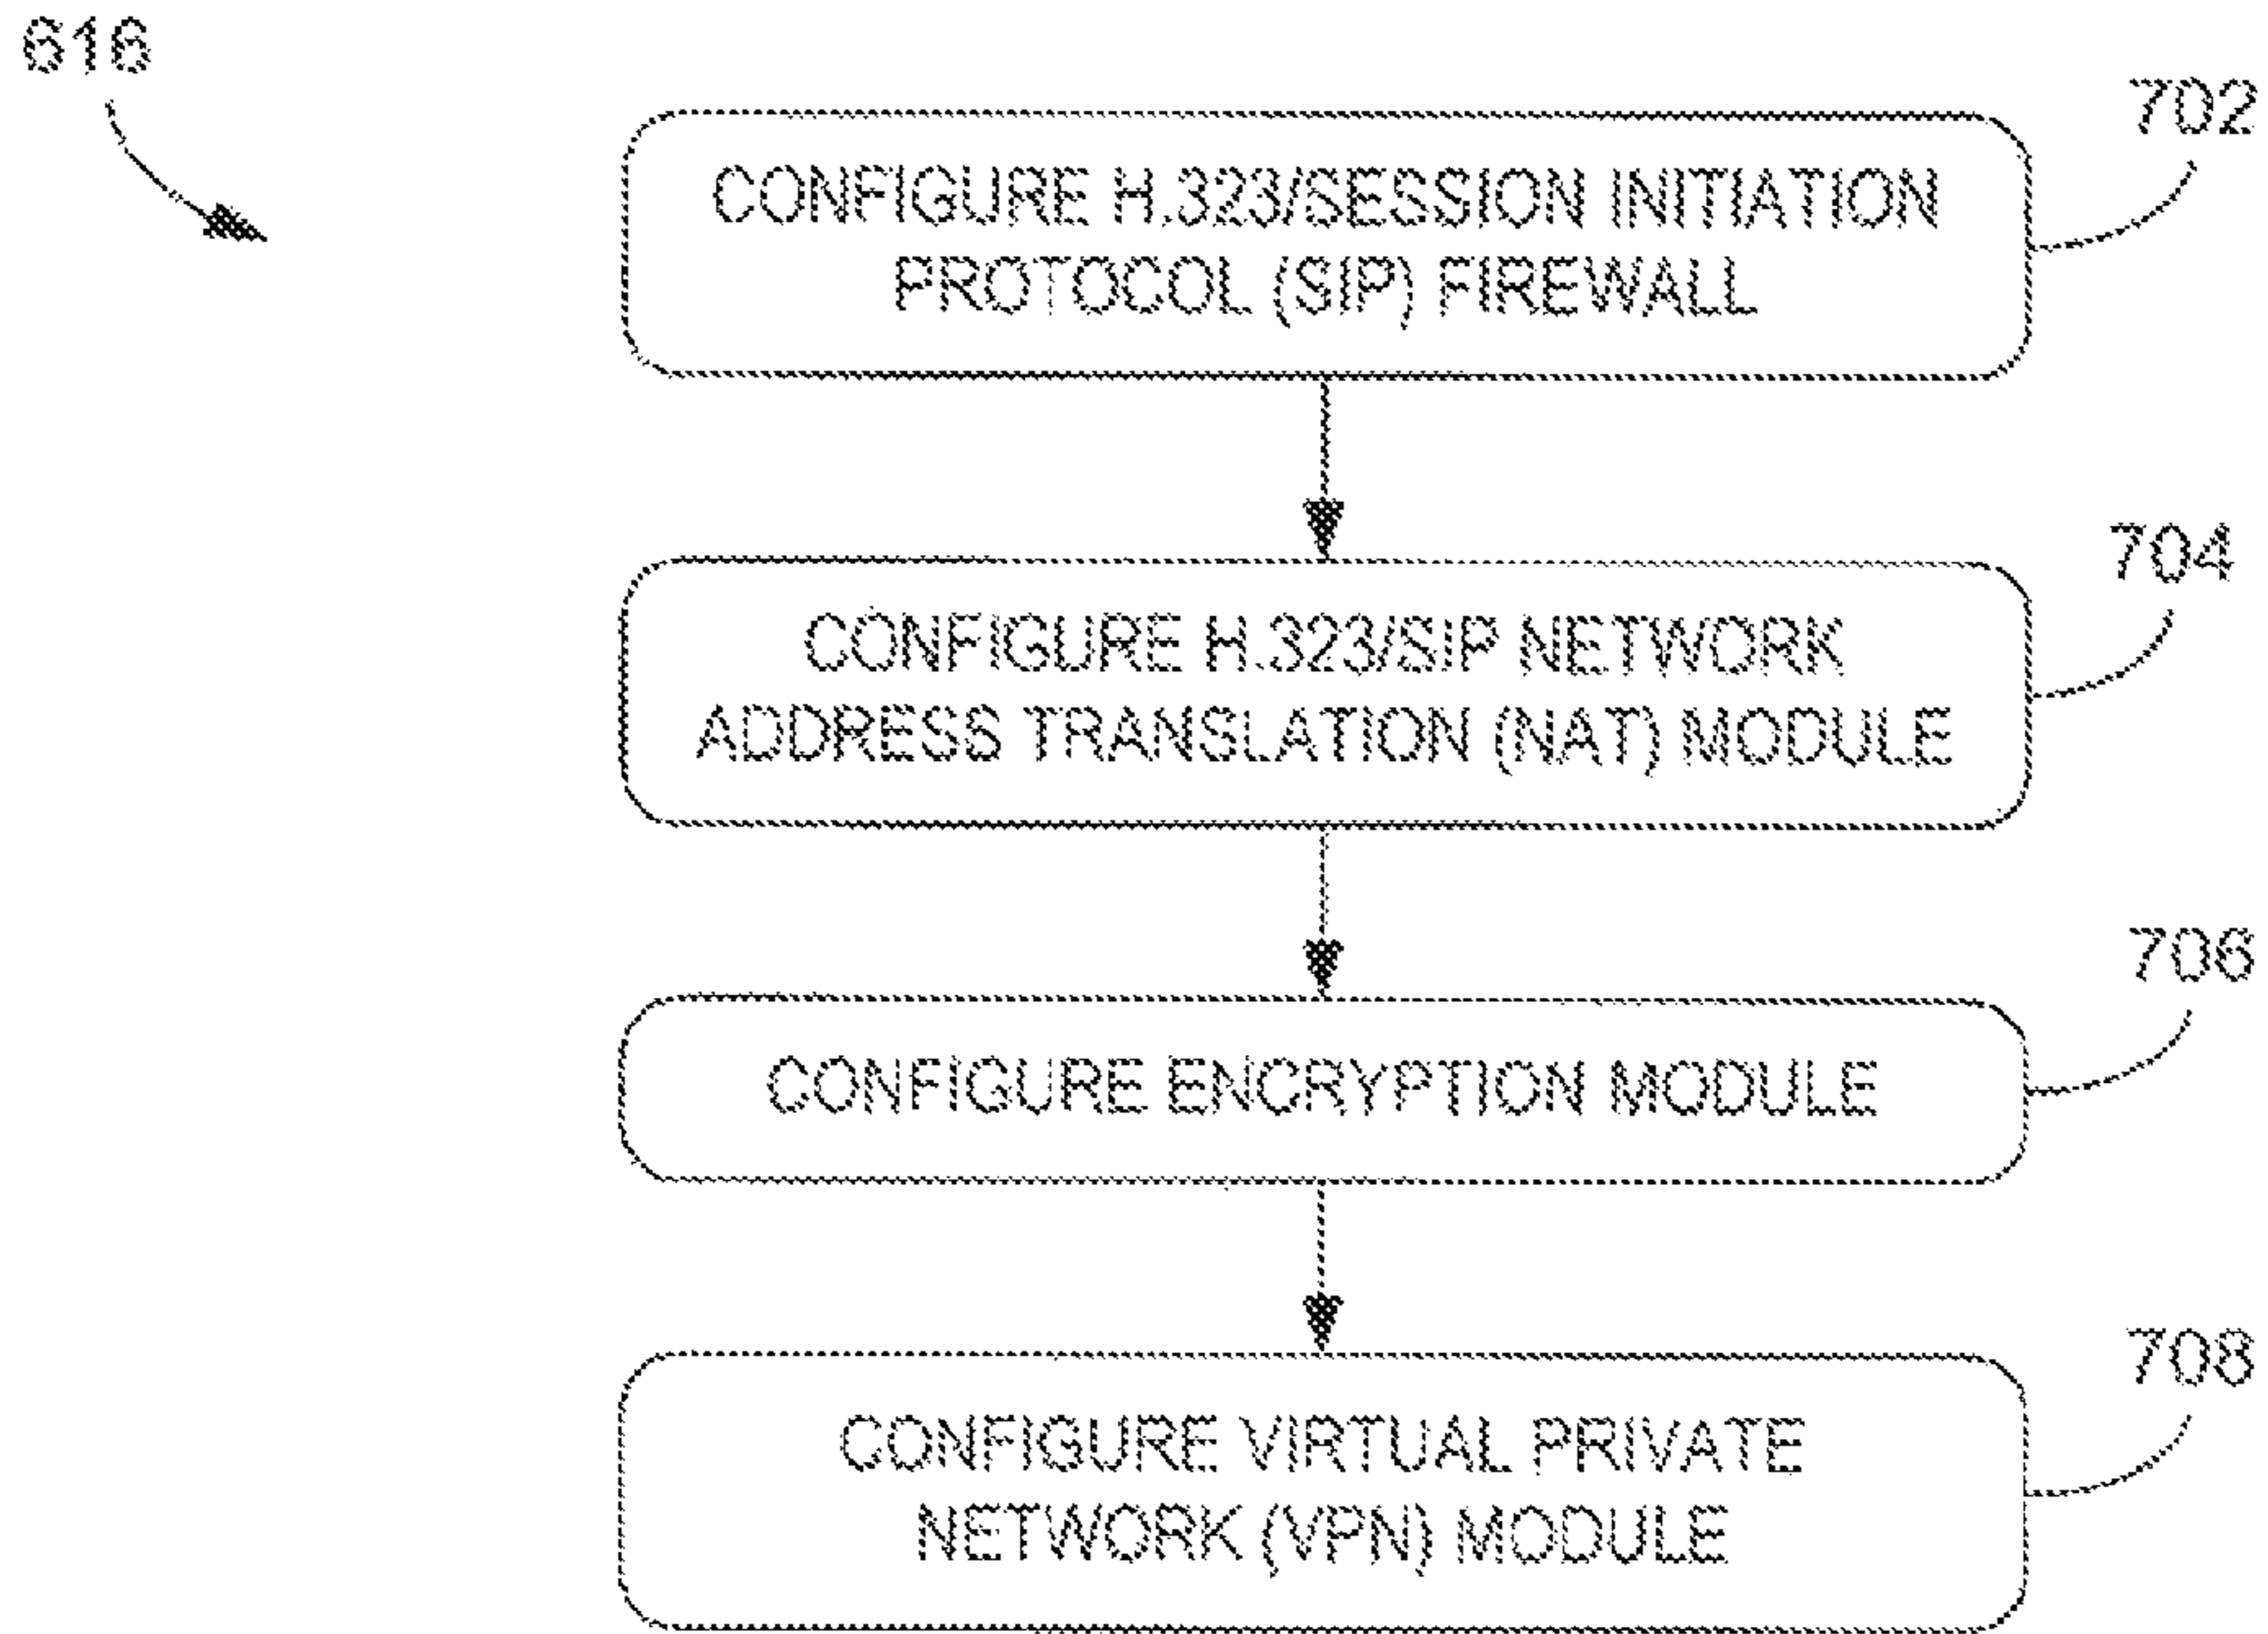 616
702
CONFIGURE H.323/SESSION INITIATION
PROTOCOL (SIP) FIREWALL
704
CONFIGURE H.323/SIP NETWORK
ADDRESS TRANSLATION (NAT) MODULE
706
CONFIGURE ENCRYPTION MODULE
708
CONFIGURE VIRTUAL PRIVATE
NETWORK (VPN) MODULE